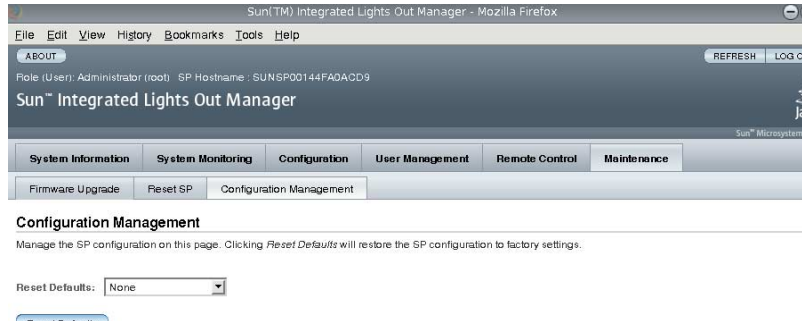 Sun(TM) Integrated Lights Out Manager - Mozilla Firefox
File Edit View History Bookmarks Tools Help
ABOUT
REFRESH
Role (User): Administrator (root) SP Hostname : SUNSP00144FA0ACD9
Sun™ Integrated Lights Out Manager
System Information System Monitoring Configuration User Management Remote Control Maintenance
Firmware Upgrade Reset SP Configuration Management
Configuration Management
Manage the SP configuration on this page. Clicking Reset Defaults will restore the SP configuration to factory settings.
Reset Defaults: None